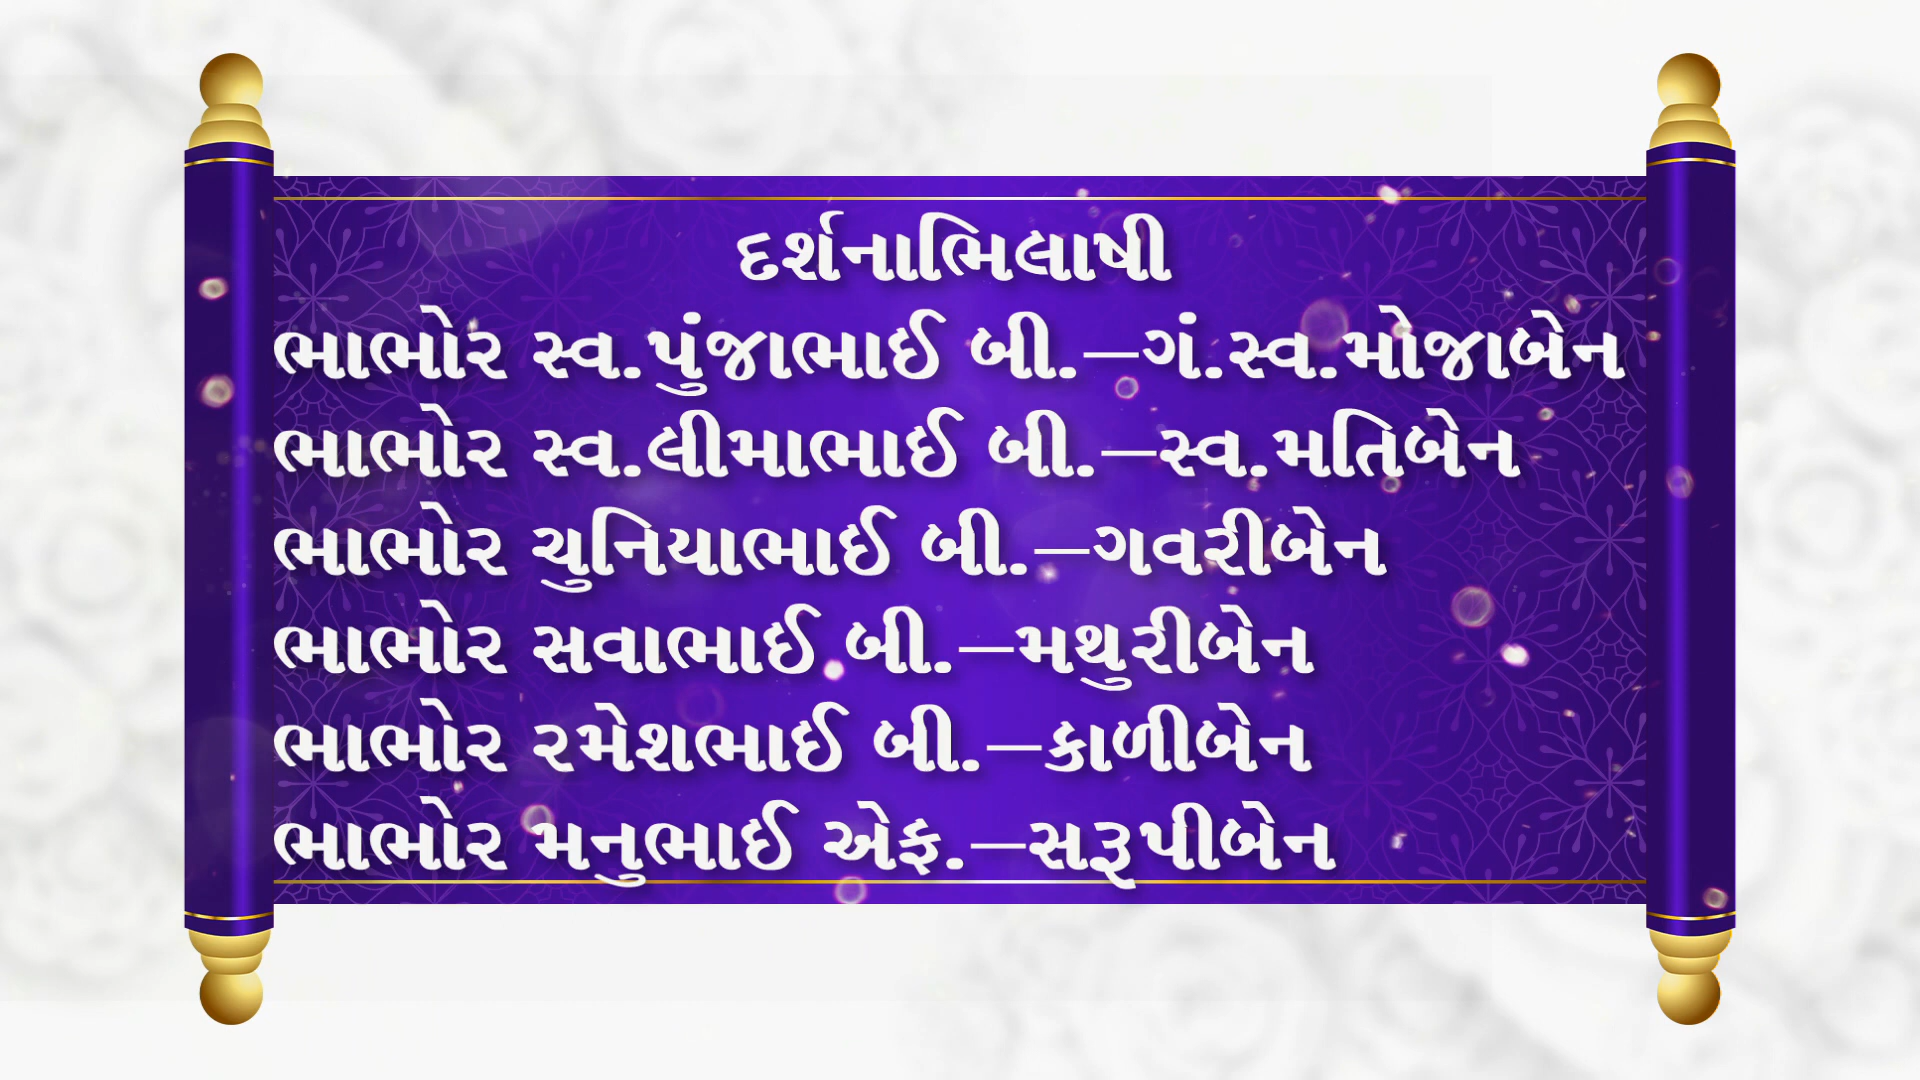 દર્શનાભિલાષી
ભાભોર સ્વ.પુંજાભાઈ બી.–ગં.સ્વ.મોજાબેન
ભાભોર સ્વ.લીમાભાઈ બી.–સ્વ.મતિબેન
ભાભોર ચુનિયાભાઈ બી.–ગવરીબેન
ભાભોર સવાભાઈ બી.–મથુરીબેન
ભાભોર રમેશભાઈ બી.–કાળીબેન
ભાભોર મનુભાઈ એફ.–સરૂપીબેન